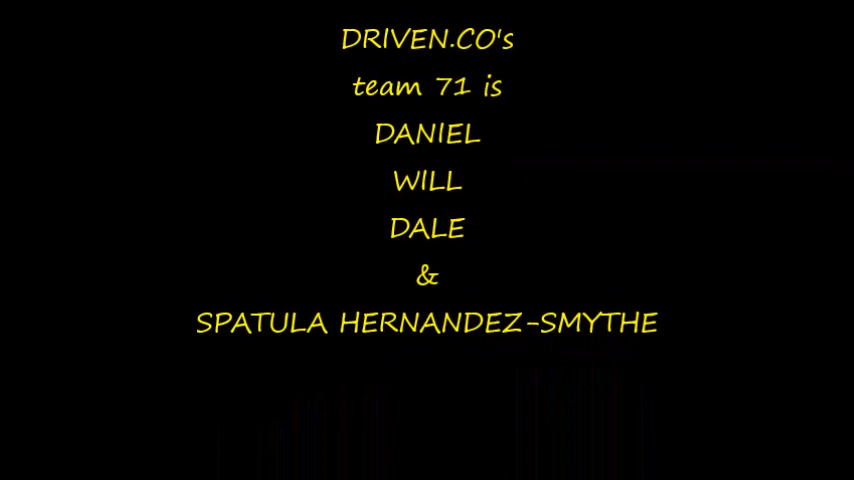 DRIVEN.CO's
team 71 is
DANIEL
WILL
DALE
&
SPATULA HERNANDEZ-SMYTHE